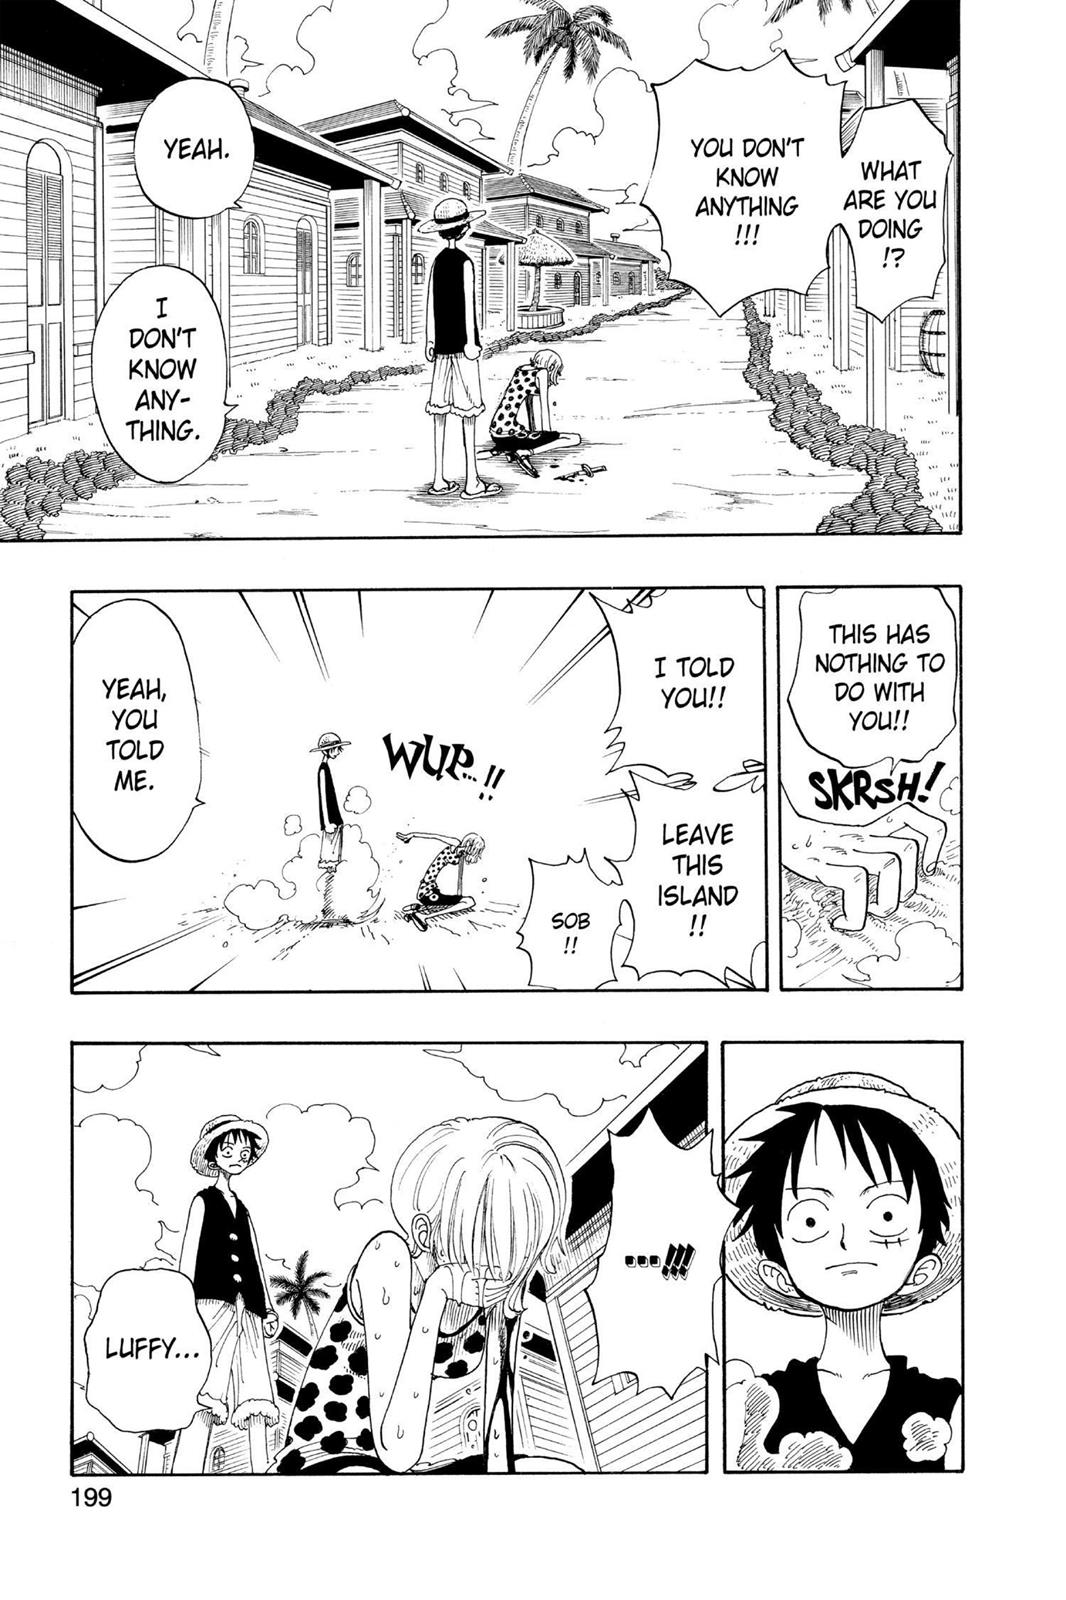 WHAT
ARE YOU
DOING
!?
YOU DON'T
KNOW
ANYTHING
!!!
YEAH.
I
DON'T
KNOW
ANY-
THING.
THIS HAS
NOTHING TO
DO WITH
YOU!!
SKRSH!
I TOLD
YOU!!
LEAVE
THIS
ISLAND
!!
SOB
!!
WUP...!!
YEAH,
YOU
TOLD
ME.
...!!!
LUFFY...
199